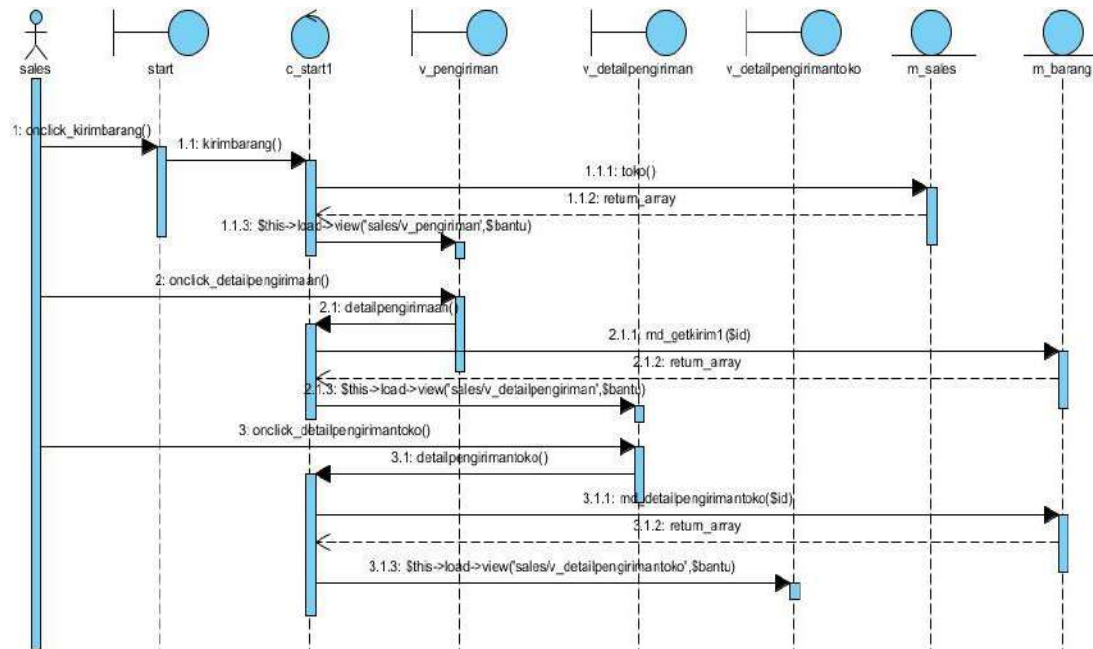 sales
start
c_start1
v_pengiriman
v_detailpengiriman
v_detailpengirimantoko
m_sales
m_barang
1: onclick_kirimbarang()
1.1: kirimbarang()
1.1.1: toko()
1.1.2: return_array
1.1.3: $this->load->view('sales/v_pengiriman',$bantu)
2: onclick_detailpengirimaan()
2.1: detailpengirimaan()
2.1.1: md_getkirim1($id)
2.1.2: return_array
2.1.3: $this->load->view('sales/v_detailpengiriman',$bantu)
3: onclick_detailpengirimantoko()
3.1: detailpengirimantoko()
3.1.1: md_detailpengirimantoko($id)
3.1.2: return_array
3.1.3: $this->load->view('sales/v_detailpengirimantoko',$bantu)